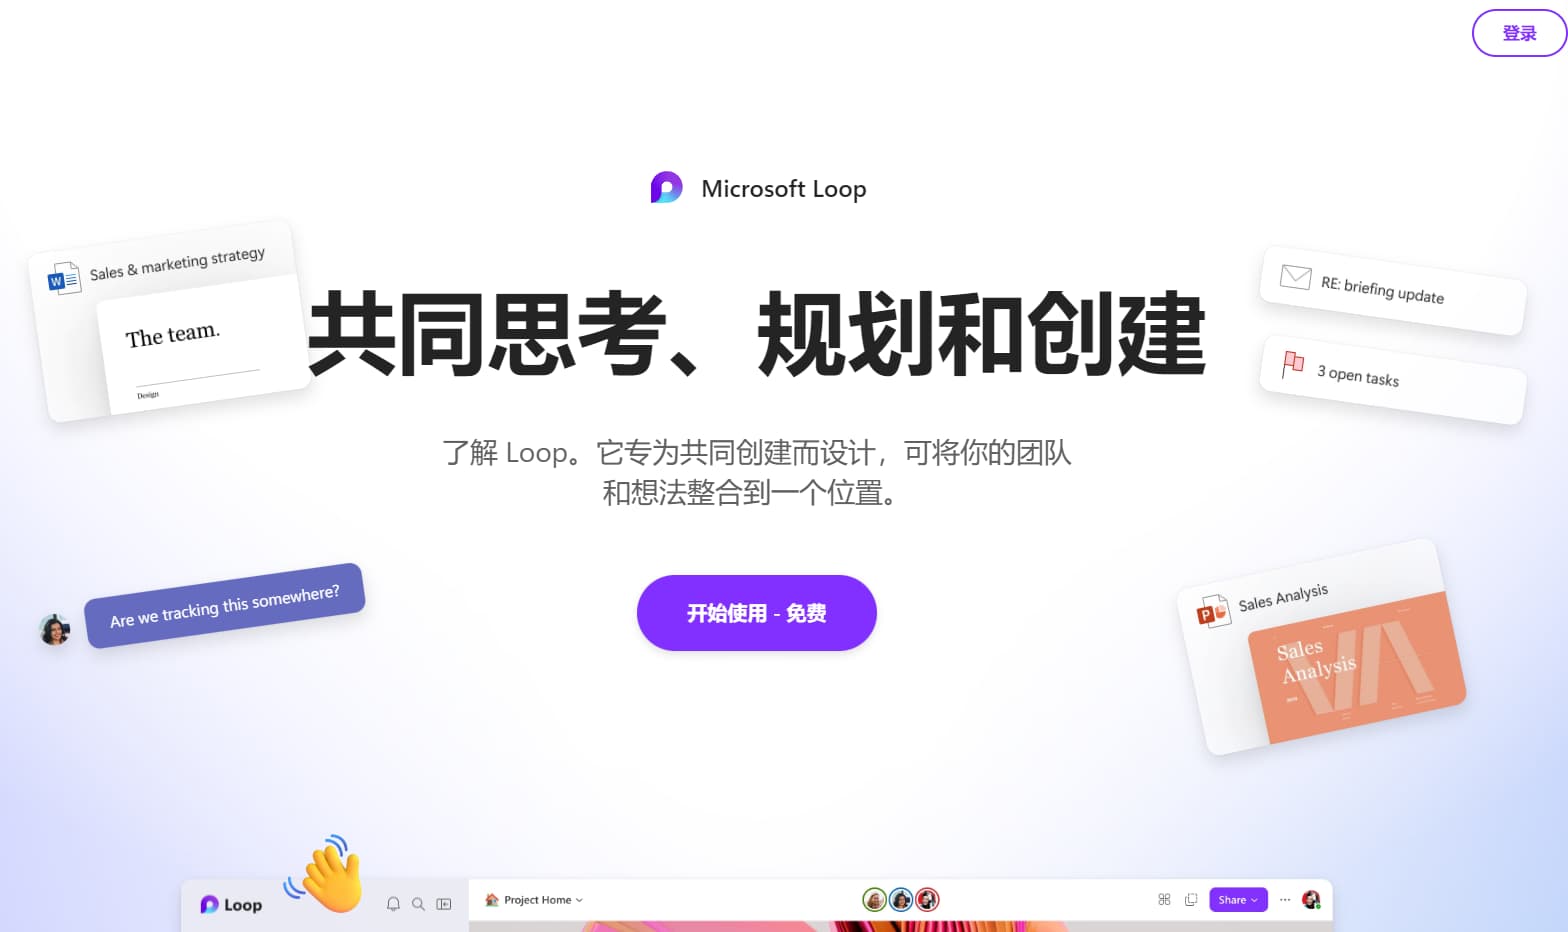 登录
Microsoft Loop
Sales & marketing strategy
The team.
Design
共同思考、规划和创建
RE: briefing update
3 open tasks
了解 Loop。它专为共同创建而设计，可将你的团队
和想法整合到一个位置。
Are we tracking this somewhere?
开始使用 - 免费
Sales Analysis
Sales
Analysis
Loop
Project Home
Share